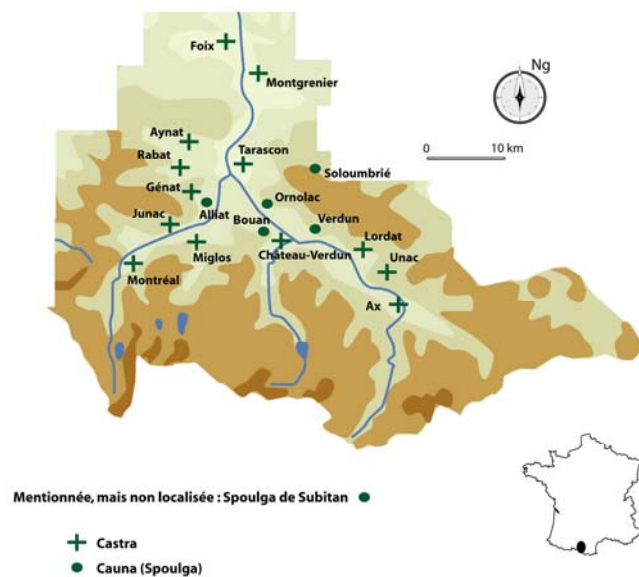 Foix
Ng
Montgrenier
0 10 km
Aynat
Tarascon
Rabat
Soloumbrié
Génat
Ornolac
Alliat
Junac
Bouan
Verdun
Lordat
Miglos
Château-Verdun
Unac
Montréal
Ax
Mentionnée, mais non localisée : Spoulga de Subitan
Castra
Cauna (Spoulga)